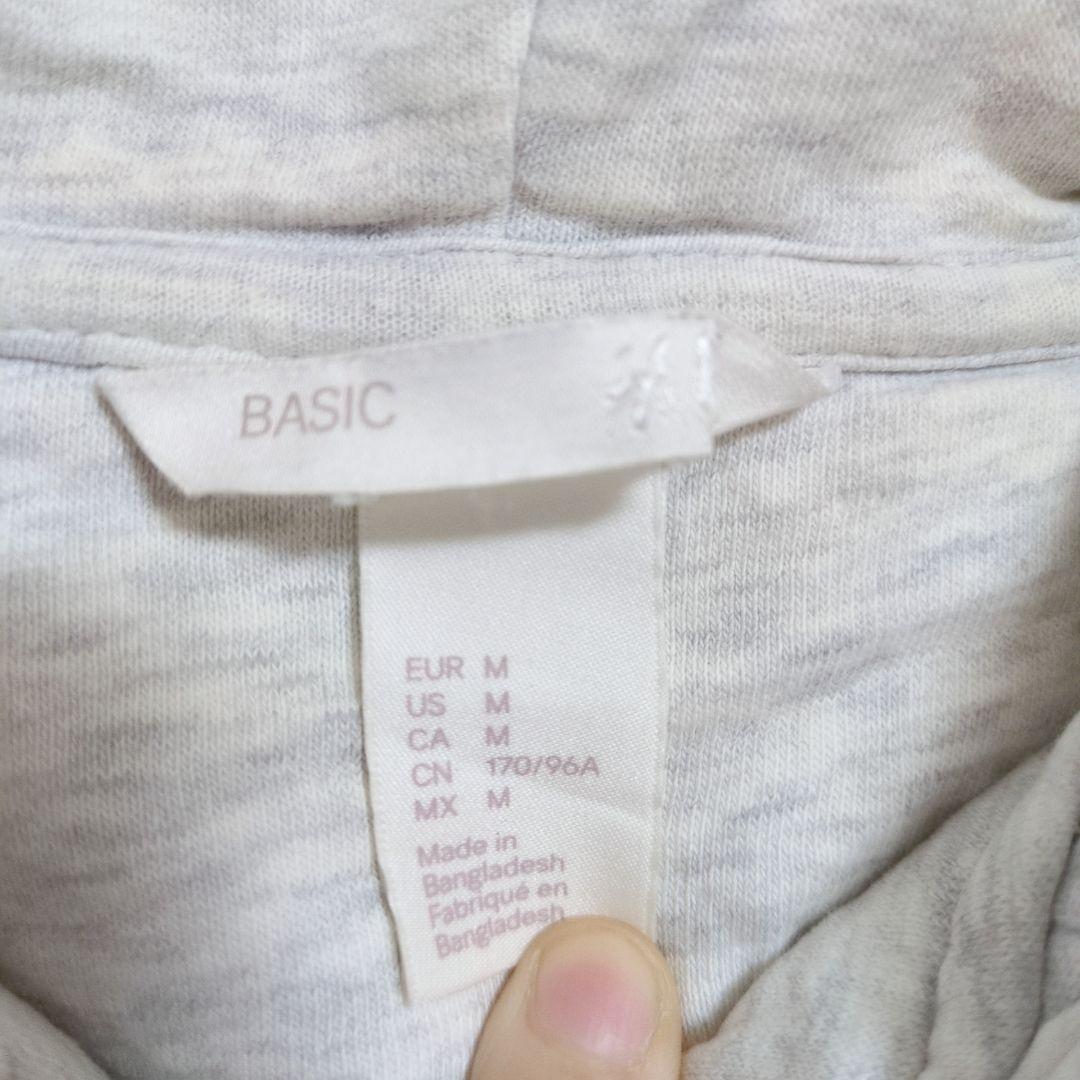 BASIC
EUR M
US M
CA M
CN 170/96A
MX M
Made in
Bangladesh
Fabriqué en
Bangladesh